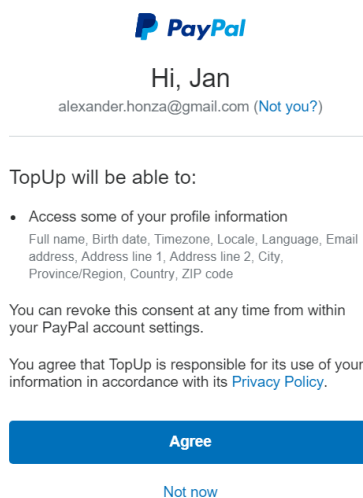 PayPal
Hi, Jan
alexander.honza@gmail.com (Not you?)
TopUp will be able to:
• Access some of your profile information
Full name, Birth date, Timezone, Locale, Language, Email
address, Address line 1, Address line 2, City,
Province/Region, Country, ZIP code
You can revoke this consent at any time from within
your PayPal account settings.
You agree that TopUp is responsible for its use of your
information in accordance with its Privacy Policy.
Agree
Not now